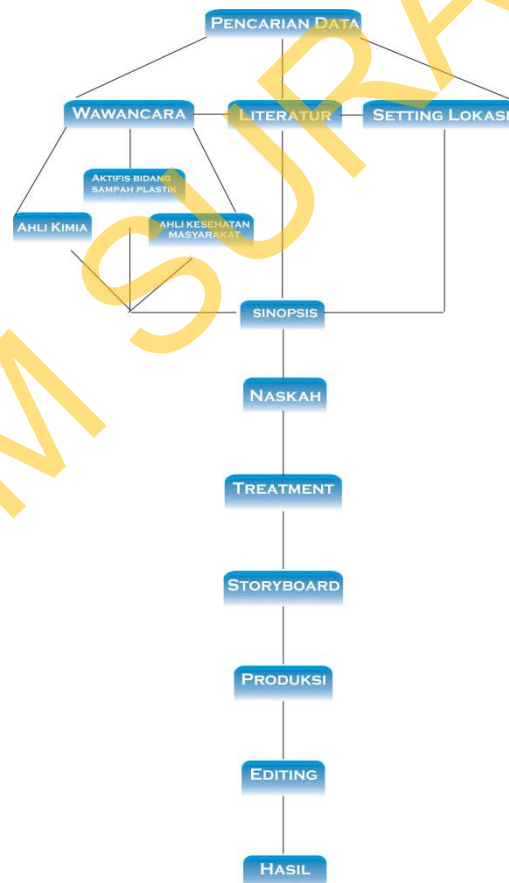 PENCARIAN DATA
WAWANCARA
LITERATUR
SETTING LOKASI
AKTIFIS BIDANG
SAMPAH PLASTIK
AHLI KIMIA
AHLI KESEHATAN
MASYARAKAT
SINOPSIS
NASKAH
TREATMENT
STORYBOARD
PRODUKSI
EDITING
HASIL
M SURA